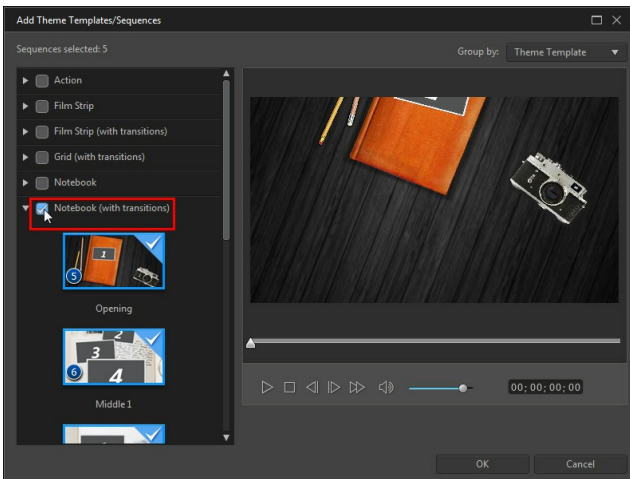 Add Theme Templates/Sequences
Sequences selected: 5
Group by: Theme Template
Action
Film Strip
Film Strip (with transitions)
Grid (with transitions)
Notebook
Notebook (with transitions)
1
5
Opening
2
3
4
6
Middle 1
00;00;00;00
OK
Cancel